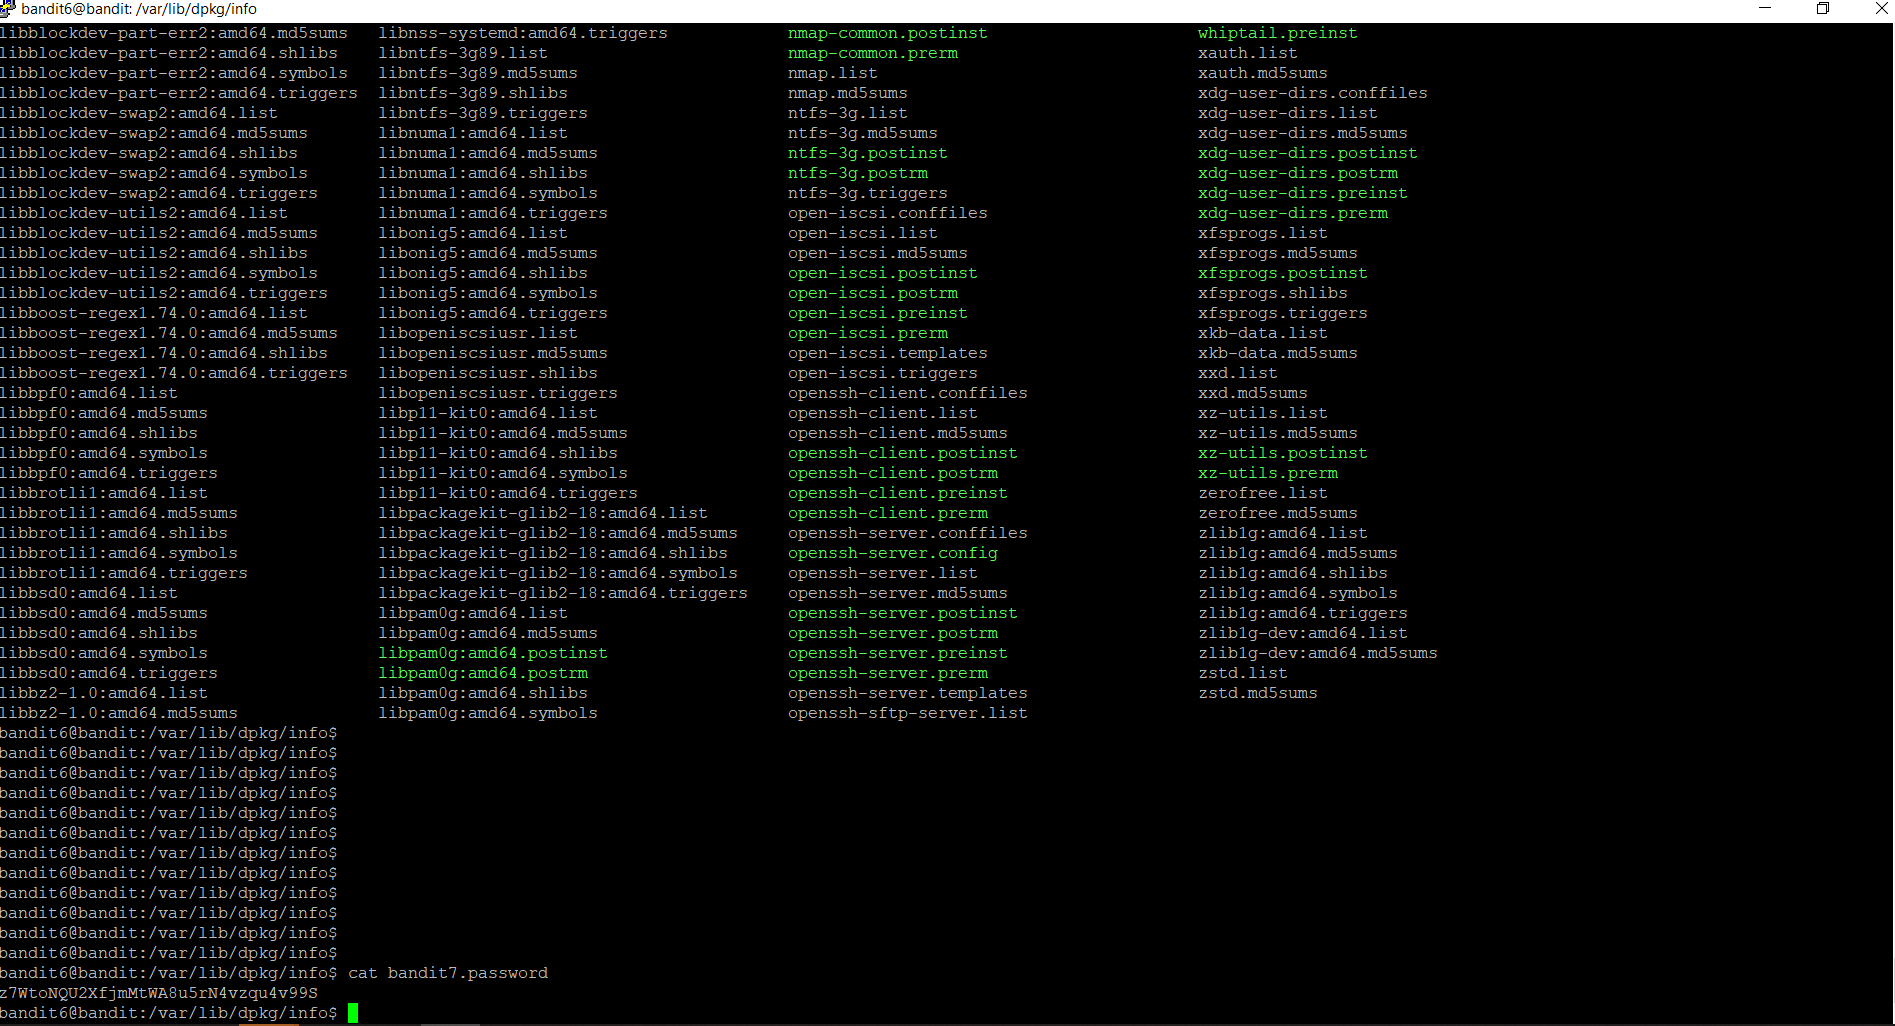 bandit6@bandit: /var/lib/dpkg/info
libblockdev-part-err2:amd64.md5sums libnss-systemd:amd64.triggers nmap-common.postinst whiptail.preinst
libblockdev-part-err2:amd64.shlibs libntfs-3g89.list nmap-common.prerm xauth.list
libblockdev-part-err2:amd64.symbols libntfs-3g89.md5sums nmap.list xauth.md5sums
libblockdev-part-err2:amd64.triggers libntfs-3g89.shlibs nmap.md5sums xdg-user-dirs.conffiles
libblockdev-swap2:amd64.list libntfs-3g89.triggers ntfs-3g.list xdg-user-dirs.list
libblockdev-swap2:amd64.md5sums libnuma1:amd64.list ntfs-3g.md5sums xdg-user-dirs.md5sums
libblockdev-swap2:amd64.shlibs libnuma1:amd64.md5sums ntfs-3g.postinst xdg-user-dirs.postinst
libblockdev-swap2:amd64.symbols libnuma1:amd64.shlibs ntfs-3g.postrm xdg-user-dirs.postrm
libblockdev-swap2:amd64.triggers libnuma1:amd64.symbols ntfs-3g.triggers xdg-user-dirs.preinst
libblockdev-utils2:amd64.list libnuma1:amd64.triggers open-iscsi.conffiles xdg-user-dirs.prerm
libblockdev-utils2:amd64.md5sums libonig5:amd64.list open-iscsi.list xfsprogs.list
libblockdev-utils2:amd64.shlibs libonig5:amd64.md5sums open-iscsi.md5sums xfsprogs.md5sums
libblockdev-utils2:amd64.symbols libonig5:amd64.shlibs open-iscsi.postinst xfsprogs.postinst
libblockdev-utils2:amd64.triggers libonig5:amd64.symbols open-iscsi.postrm xfsprogs.shlibs
libboost-regex1.74.0:amd64.list libonig5:amd64.triggers open-iscsi.preinst xfsprogs.triggers
libboost-regex1.74.0:amd64.md5sums libopeniscsiusr.list open-iscsi.prerm xkb-data.list
libboost-regex1.74.0:amd64.shlibs libopeniscsiusr.md5sums open-iscsi.templates xkb-data.md5sums
libboost-regex1.74.0:amd64.triggers libopeniscsiusr.shlibs open-iscsi.triggers xxd.list
libbpf0:amd64.list libopeniscsiusr.triggers openssh-client.conffiles xxd.md5sums
libbpf0:amd64.md5sums libp11-kit0:amd64.list openssh-client.list xz-utils.list
libbpf0:amd64.shlibs libp11-kit0:amd64.md5sums openssh-client.md5sums xz-utils.md5sums
libbpf0:amd64.symbols libp11-kit0:amd64.shlibs openssh-client.postinst xz-utils.postinst
libbpf0:amd64.triggers libp11-kit0:amd64.symbols openssh-client.postrm xz-utils.prerm
libbrotli1:amd64.list libp11-kit0:amd64.triggers openssh-client.preinst zerofree.list
libbrotli1:amd64.md5sums libpackagekit-glib2-18:amd64.list openssh-client.prerm zerofree.md5sums
libbrotli1:amd64.shlibs libpackagekit-glib2-18:amd64.md5sums openssh-server.conffiles zlib1g:amd64.list
libbrotli1:amd64.symbols libpackagekit-glib2-18:amd64.shlibs openssh-server.config zlib1g:amd64.md5sums
libbrotli1:amd64.triggers libpackagekit-glib2-18:amd64.symbols openssh-server.list zlib1g:amd64.shlibs
libbsd0:amd64.list libpackagekit-glib2-18:amd64.triggers openssh-server.md5sums zlib1g:amd64.symbols
libbsd0:amd64.md5sums libpam0g:amd64.list openssh-server.postinst zlib1g:amd64.triggers
libbsd0:amd64.shlibs libpam0g:amd64.md5sums openssh-server.postrm zlib1g-dev:amd64.list
libbsd0:amd64.symbols libpam0g:amd64.postinst openssh-server.preinst zlib1g-dev:amd64.md5sums
libbsd0:amd64.triggers libpam0g:amd64.postrm openssh-server.prerm zstd.list
libbz2-1.0:amd64.list libpam0g:amd64.shlibs openssh-server.templates zstd.md5sums
libbz2-1.0:amd64.md5sums libpam0g:amd64.symbols openssh-sftp-server.list
bandit6@bandit:/var/lib/dpkg/info$
bandit6@bandit:/var/lib/dpkg/info$
bandit6@bandit:/var/lib/dpkg/info$
bandit6@bandit:/var/lib/dpkg/info$
bandit6@bandit:/var/lib/dpkg/info$
bandit6@bandit:/var/lib/dpkg/info$
bandit6@bandit:/var/lib/dpkg/info$
bandit6@bandit:/var/lib/dpkg/info$
bandit6@bandit:/var/lib/dpkg/info$
bandit6@bandit:/var/lib/dpkg/info$
bandit6@bandit:/var/lib/dpkg/info$
bandit6@bandit:/var/lib/dpkg/info$
bandit6@bandit:/var/lib/dpkg/info$ cat bandit7.password
z7WtoNQU2XfjmMtWA8u5rN4vzqu4v99S
bandit6@bandit:/var/lib/dpkg/info$